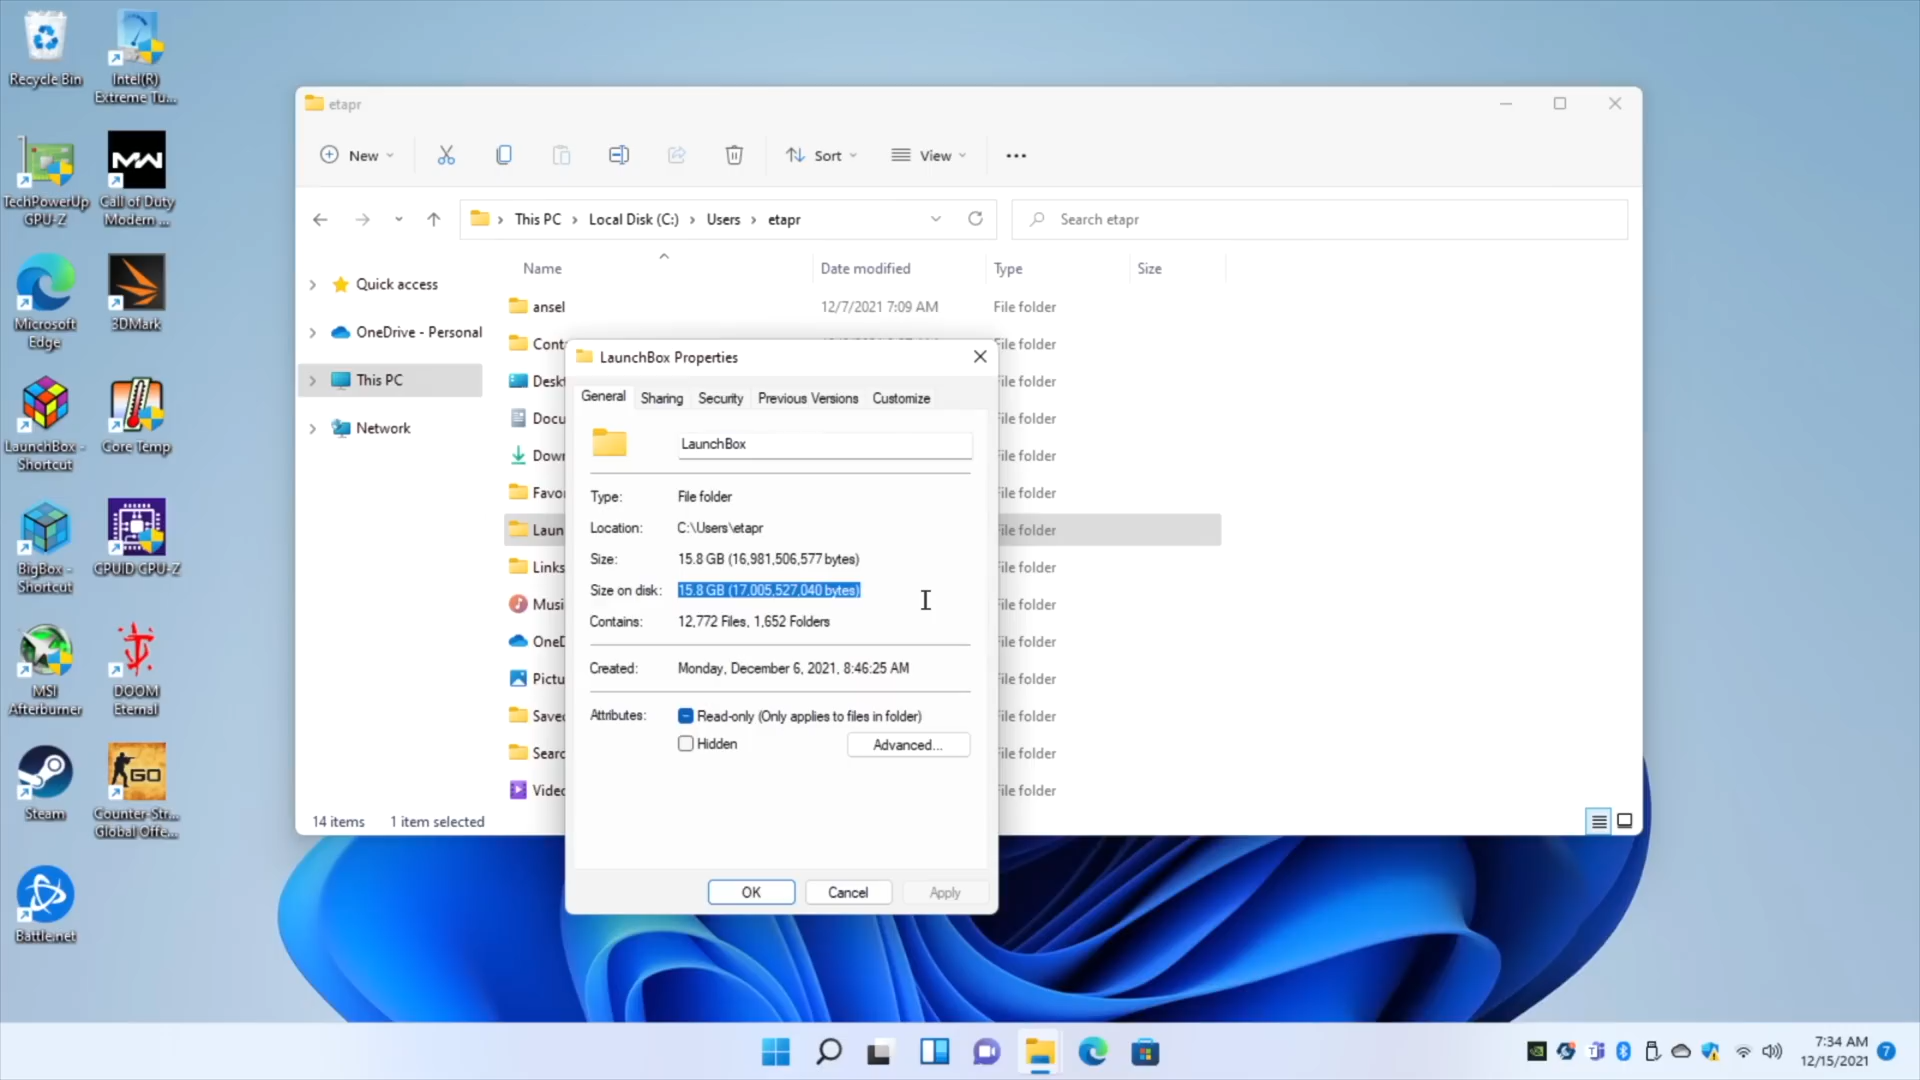 Recycle Bin
Intel(R)
Extreme Tu...
TechPowerUp
GPU-Z
Call of Duty
Modern ...
Microsoft
Edge
3DMark
LaunchBox -
Shortcut
Core Temp
BigBox -
Shortcut
CPUID CPU-Z
MSI
Afterburner
DOOM
Eternal
Steam
Counter-Str...
Global Offe...
Battle.net
MW
GO
etapr
New
Sort
View
This PC > Local Disk (C:) > Users > etapr
Search etapr
Quick access
OneDrive - Personal
This PC
Network
Name Date modified Type Size
ansel 12/7/2021 7:09 AM File folder
Cont File folder
Deskt File folder
Docu File folder
Down File folder
Favor File folder
Laun File folder
Links File folder
Musi File folder
OneD File folder
Pictu File folder
Saved File folder
Searc File folder
Video File folder
14 items 1 item selected
LaunchBox Properties
General Sharing Security Previous Versions Customize
LaunchBox
Type: File folder
Location: C:\Users\etapr
Size: 15.8 GB (16,981,506,577 bytes)
Size on disk: 15.8 GB (17,005,527,040 bytes)
Contains: 12,772 Files, 1,652 Folders
Created: Monday, December 6, 2021, 8:46:25 AM
Attributes: Read-only (Only applies to files in folder)
Hidden Advanced...
OK Cancel Apply
7:34 AM
12/15/2021
7